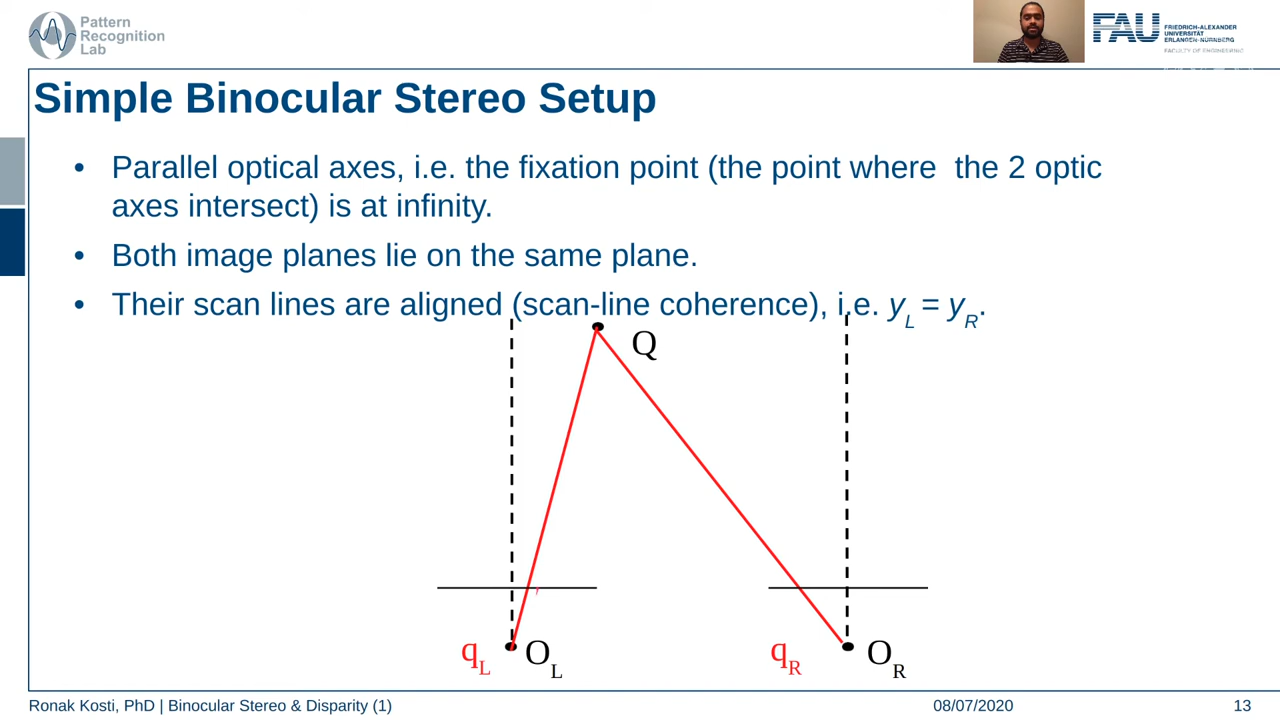 Pattern
Recognition
Lab
FAU
FRIEDRICH-ALEXANDER
UNIVERSITÄT
ERLANGEN-NÜRNBERG
FACULTY OF ENGINEERING
Simple Binocular Stereo Setup
• Parallel optical axes, i.e. the fixation point (the point where the 2 optic
axes intersect) is at infinity.
• Both image planes lie on the same plane.
• Their scan lines are aligned (scan-line coherence), i.e. yL = yR.
Q
qL OL
qR OR
Ronak Kosti, PhD | Binocular Stereo & Disparity (1)
08/07/2020
13